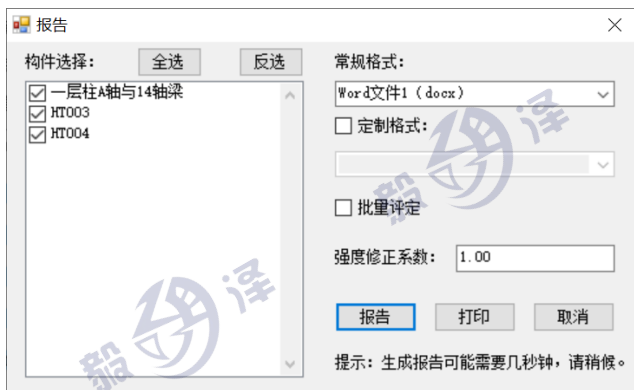 报告
构件选择：
全选
反选
一层柱A轴与14轴梁
HT003
HT004
常规格式：
Word文件1（docx）
定制格式：
批量评定
强度修正系数：
1.00
报告
打印
取消
提示：生成报告可能需要几秒钟，请稍候。
毅泽
毅泽